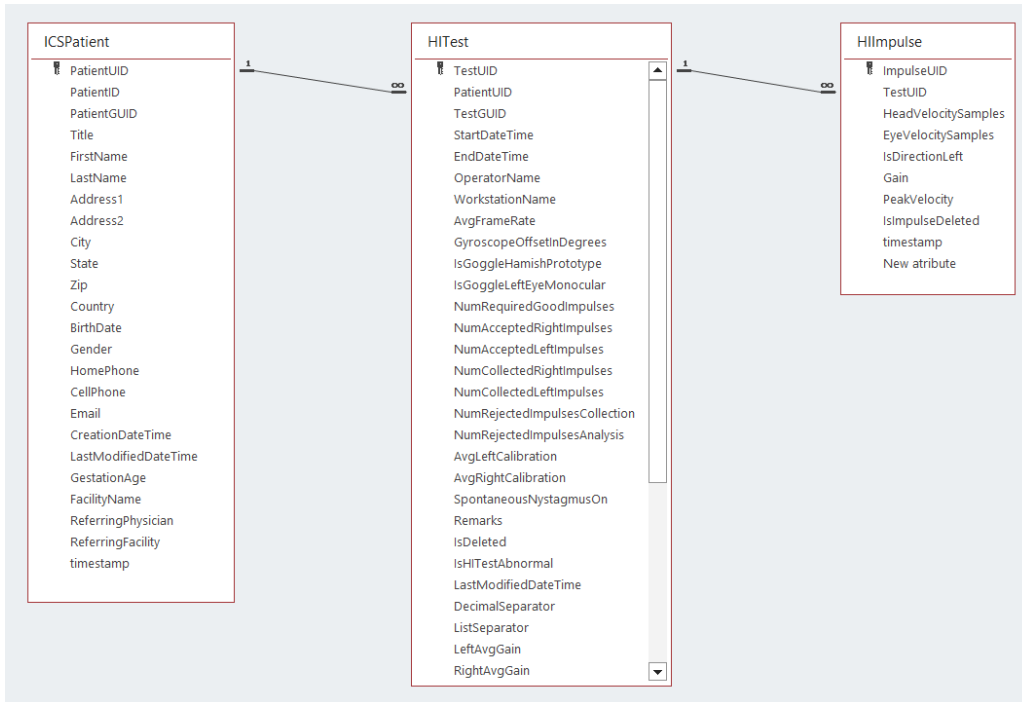 ICSPatient
PatientUID
PatientID
PatientGUID
Title
FirstName
LastName
Address1
Address2
City
State
Zip
Country
BirthDate
Gender
HomePhone
CellPhone
Email
CreationDateTime
LastModifiedDateTime
GestationAge
FacilityName
ReferringPhysician
ReferringFacility
timestamp
1
∞
HITest
TestUID
PatientUID
TestGUID
StartDateTime
EndDateTime
OperatorName
WorkstationName
AvgFrameRate
GyroscopeOffsetInDegrees
IsGoggleHamishPrototype
IsGoggleLeftEyeMonocular
NumRequiredGoodImpulses
NumAcceptedRightImpulses
NumAcceptedLeftImpulses
NumCollectedRightImpulses
NumCollectedLeftImpulses
NumRejectedImpulsesCollection
NumRejectedImpulsesAnalysis
AvgLeftCalibration
AvgRightCalibration
SpontaneousNystagmusOn
Remarks
IsDeleted
IsHITestAbnormal
LastModifiedDateTime
DecimalSeparator
ListSeparator
LeftAvgGain
RightAvgGain
1
∞
HIImpulse
ImpulseUID
TestUID
HeadVelocitySamples
EyeVelocitySamples
IsDirectionLeft
Gain
PeakVelocity
IsImpulseDeleted
timestamp
New atribute